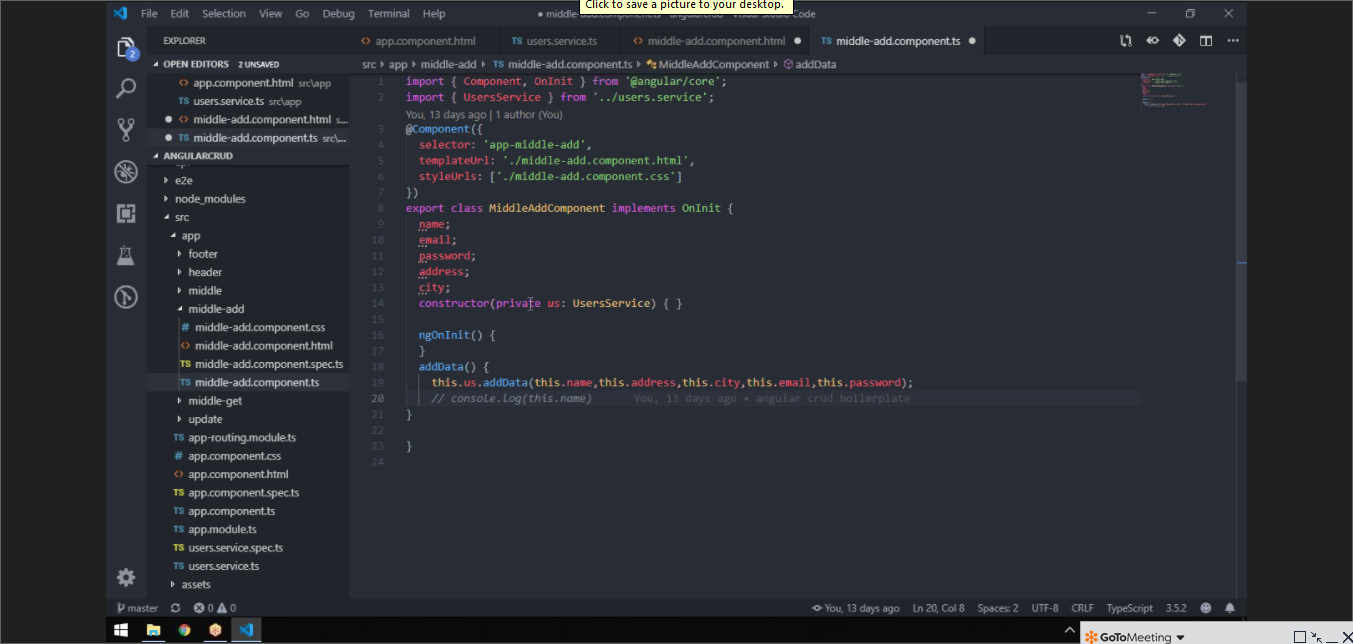 Click to save a picture to your desktop.
File Edit Selection View Go Debug Terminal Help
Code
EXPLORER
app.component.html
users.service.ts
middle-add.component.html
middle-add.component.ts
2
OPEN EDITORS 2 UNSAVED
src app middle-add middle-add.component.ts MiddleAddComponent addData
app.component.html src\app
users.service.ts src\app
middle-add.component.html s...
middle-add.component.ts src\...
ANGULARCRUD
e2e
node_modules
src
app
footer
header
middle
middle-add
middle-add.component.css
middle-add.component.html
middle-add.component.spec.ts
middle-add.component.ts
middle-get
update
app-routing.module.ts
app.component.css
app.component.html
app.component.spec.ts
app.component.ts
app.module.ts
users.service.spec.ts
users.service.ts
assets
1 import { Component, OnInit } from '@angular/core';
2 import { UsersService } from '../users.service';
You, 13 days ago | 1 author (You)
3 @Component({
4 selector: 'app-middle-add',
5 templateUrl: './middle-add.component.html',
6 styleUrls: ['./middle-add.component.css']
7 })
8 export class MiddleAddComponent implements OnInit {
9 name;
10 email;
11 password;
12 address;
13 city;
14 constructor(private us: UsersService) { }
15
16 ngOnInit() {
17 }
18 addData() {
19 this.us.addData(this.name,this.address,this.city,this.email,this.password);
20 // console.log(this.name) You, 13 days ago • angular crud boilerplate
21 }
22
23 }
24
master 0 0
You, 13 days ago Ln 20, Col 8 Spaces: 2 UTF-8 CRLF TypeScript 3.5.2
GoToMeeting